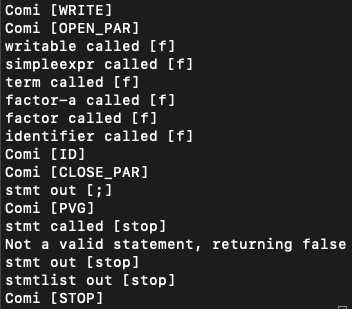 Comi [WRITE]
Comi [OPEN_PAR]
writable called [f]
simpleexpr called [f]
term called [f]
factor-a called [f]
factor called [f]
identifier called [f]
Comi [ID]
Comi [CLOSE_PAR]
stmt out [;]
Comi [PVG]
stmt called [stop]
Not a valid statement, returning false
stmt out [stop]
stmtlist out [stop]
Comi [STOP]